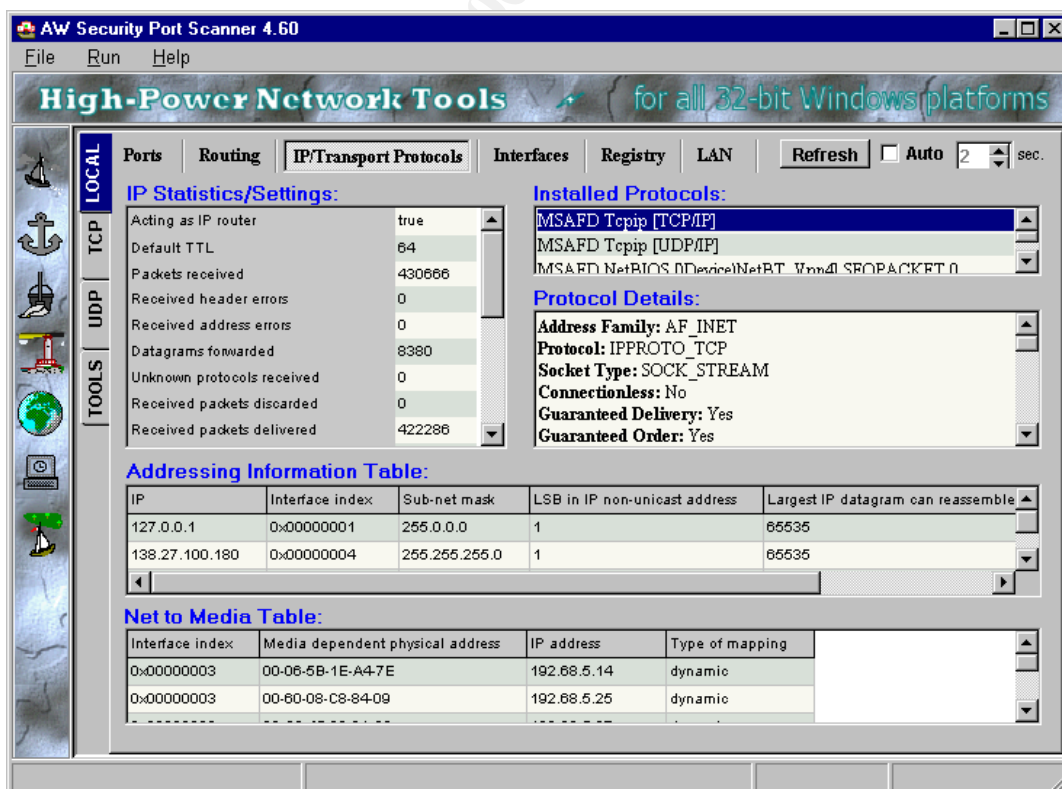 AW Security Port Scanner 4.60
File Run Help
High-Power Network Tools for all 32-bit Windows platforms
LOCAL
TCP
UDP
TOOLS
Ports Routing IP/Transport Protocols Interfaces Registry LAN Refresh Auto 2 sec.
IP Statistics/Settings:
Acting as IP router true
Default TTL 64
Packets received 430666
Received header errors 0
Received address errors 0
Datagrams forwarded 8380
Unknown protocols received 0
Received packets discarded 0
Received packets delivered 422286
Installed Protocols:
MSAFD Tcpip [TCP/IP]
MSAFD Tcpip [UDP/IP]
MSAFD NetBIOS
Protocol Details:
Address Family: AF_INET
Protocol: IPPROTO_TCP
Socket Type: SOCK_STREAM
Connectionless: No
Guaranteed Delivery: Yes
Guaranteed Order: Yes
Addressing Information Table:
IP Interface index Sub-net mask LSB in IP non-unicast address Largest IP datagram can reassemble
127.0.0.1 0x00000001 255.0.0.0 1 65535
138.27.100.180 0x00000004 255.255.255.0 1 65535
Net to Media Table:
Interface index Media dependent physical address IP address Type of mapping
0x00000003 00-06-5B-1E-A4-7E 192.68.5.14 dynamic
0x00000003 00-60-08-C8-84-09 192.68.5.25 dynamic